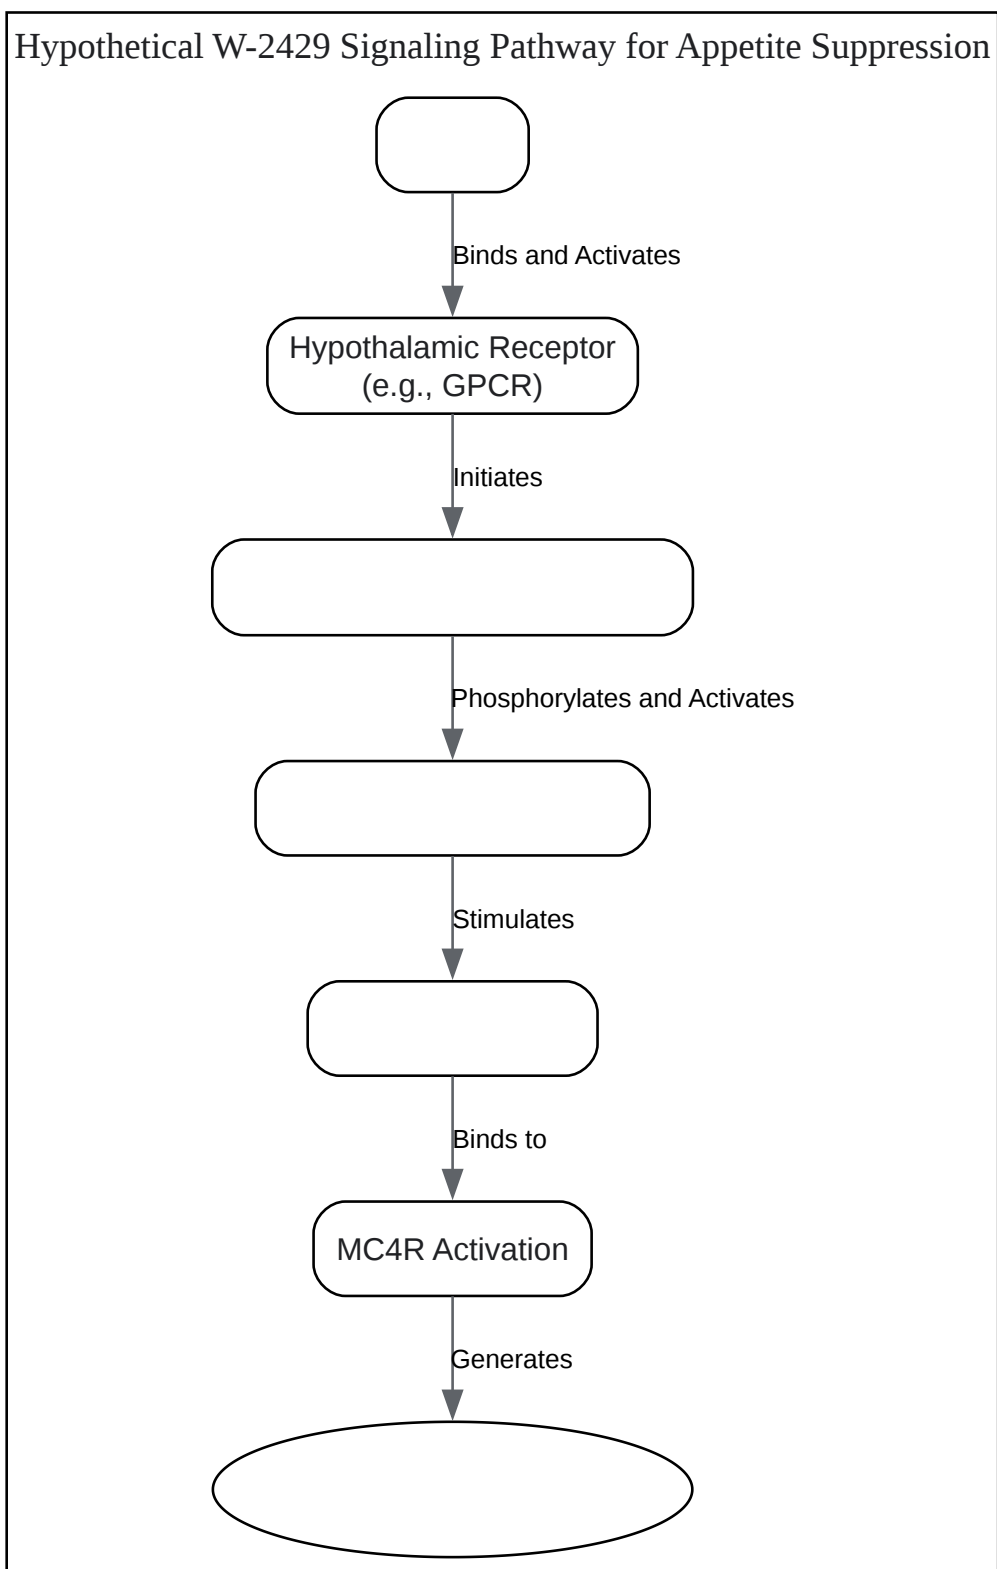 Hypothetical W-2429 Signaling Pathway for Appetite Suppression
Binds and Activates
Hypothalamic Receptor
(e.g., GPCR)
Initiates
Phosphorylates and Activates
Stimulates
Binds to
MC4R Activation
Generates